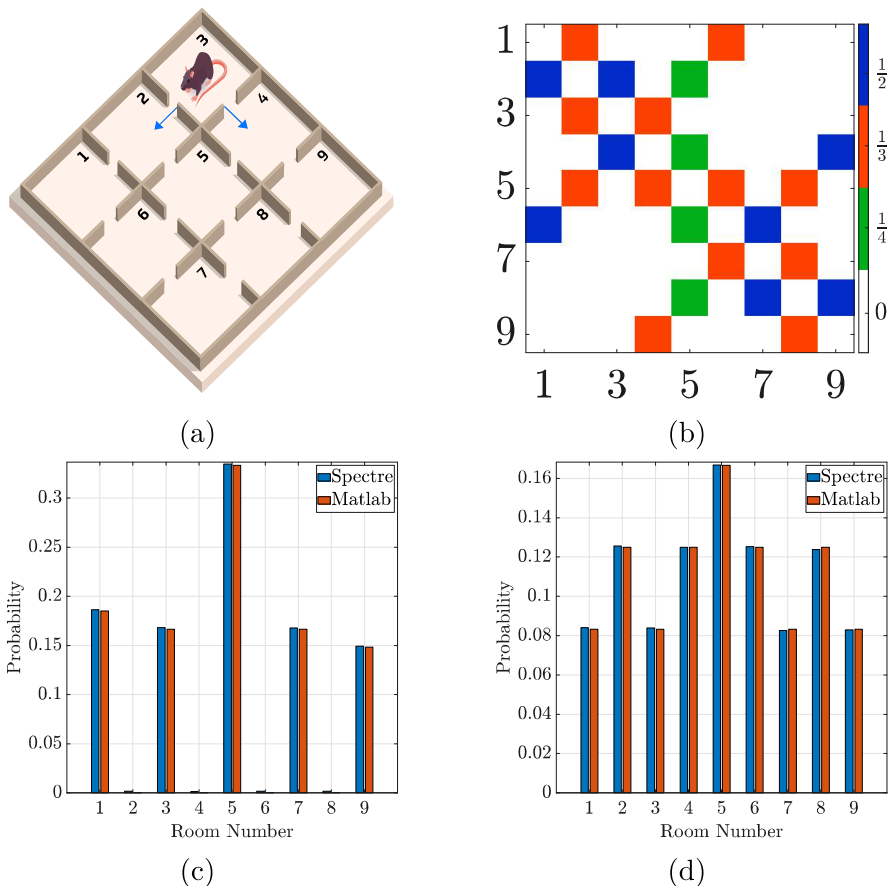 3
2
4
1
5
9
6
8
7
(a)
1
3
5
7
9
1 3 5 7 9
1/2
1/3
1/4
0
(b)
Probability
0.3
0.25
0.2
0.15
0.1
0.05
0
Spectre
Matlab
1 2 3 4 5 6 7 8 9
Room Number
(c)
Probability
0.16
0.14
0.12
0.1
0.08
0.06
0.04
0.02
0
Spectre
Matlab
1 2 3 4 5 6 7 8 9
Room Number
(d)